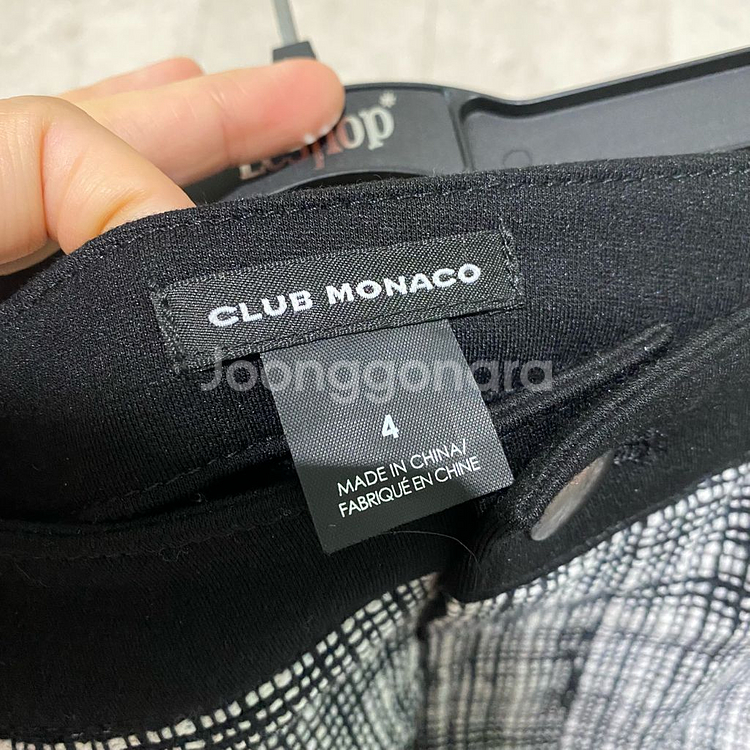 CLUB MONACO
Joonggonara
4
MADE IN CHINA/
FABRIQUÉ EN CHINE